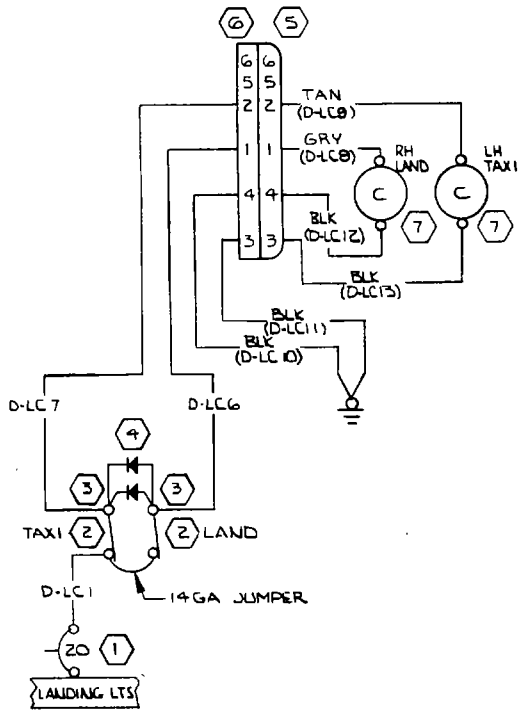 6 5
6 6
5 5
2 2
TAN
(D-LC9)
1 1
GRY
(D-LC8)
RH
LAND
LH
TAXI
C
C
4 4
BLK
(D-LC12)
7
7
3 3
BLK
(D-LC13)
BLK
(D-LC11)
BLK
(D-LC10)
D-LC7
D-LC6
4
3
3
TAXI
2
2
LAND
D-LC1
14GA JUMPER
20
1
LANDING LTS